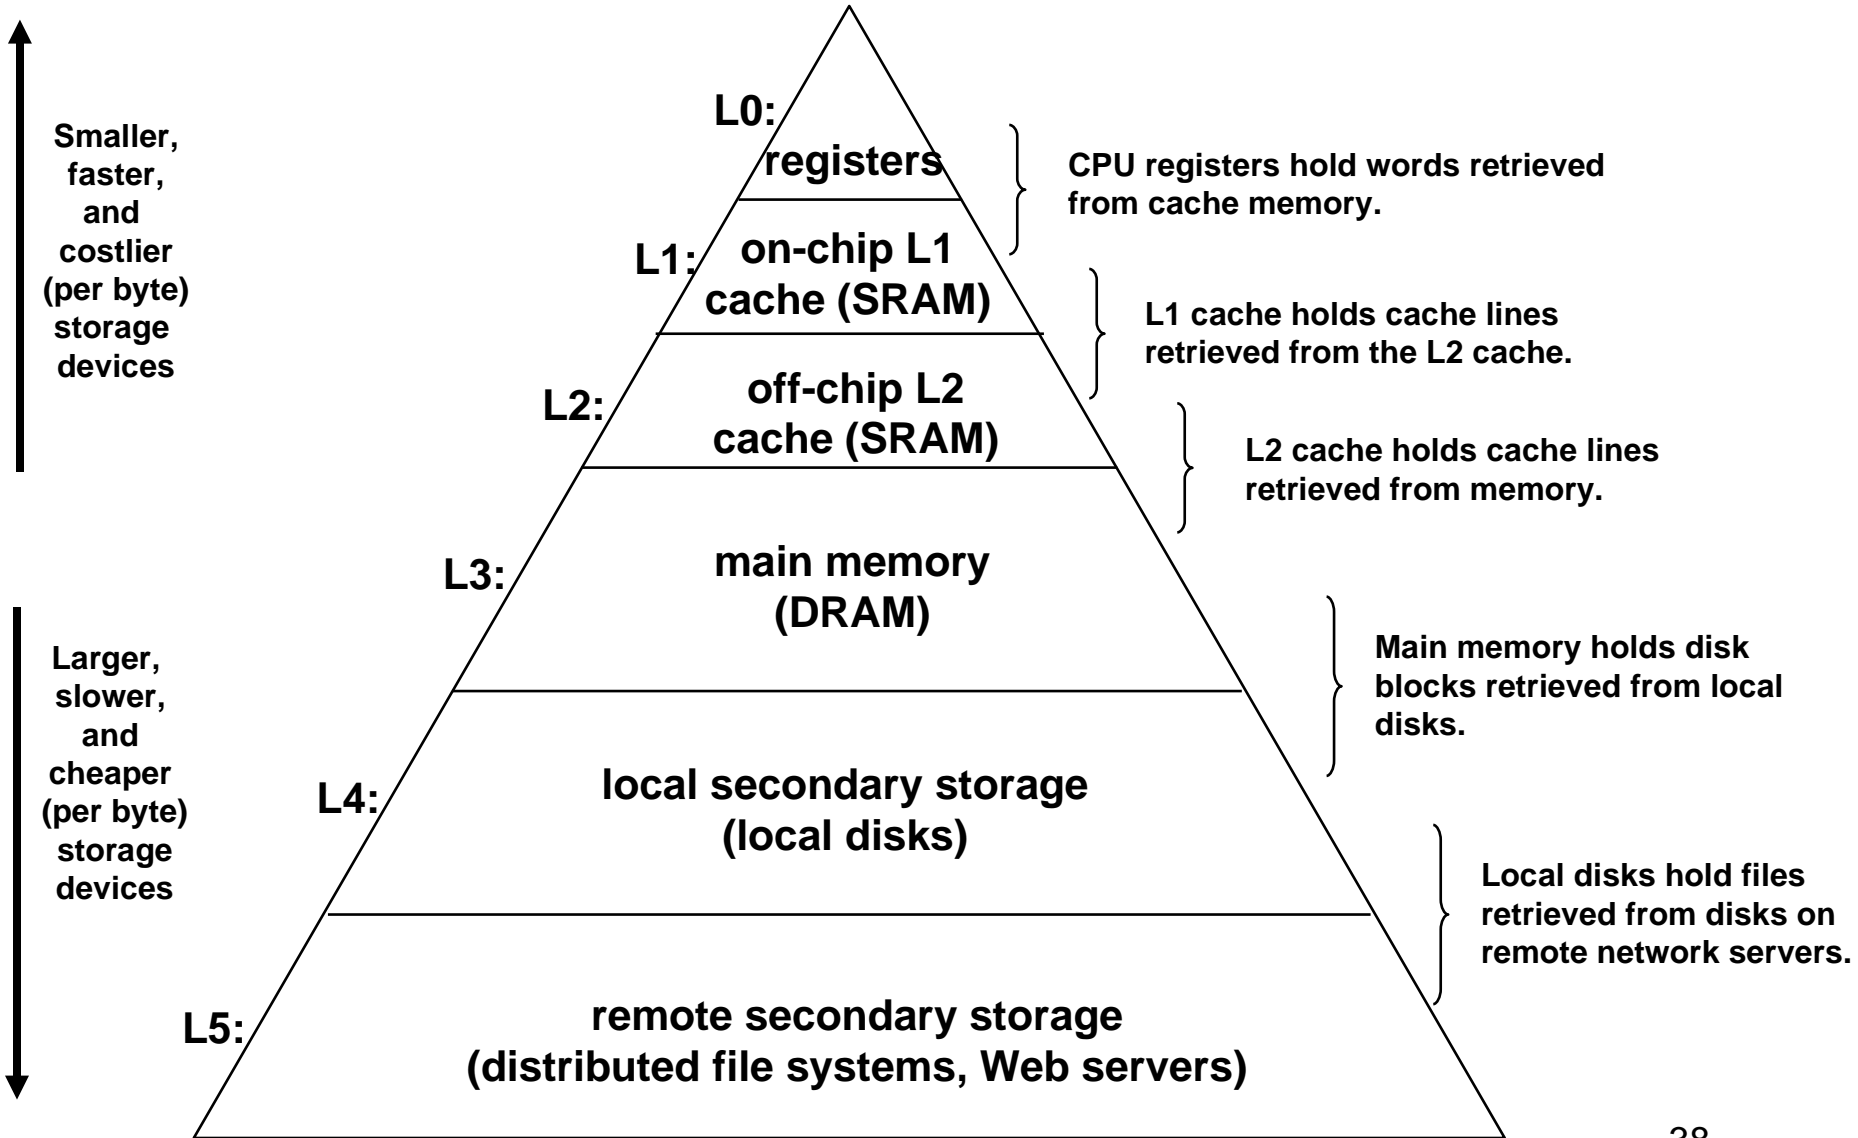 Smaller,
faster,
and
costlier
(per byte)
storage
devices
Larger,
slower,
and
cheaper
(per byte)
storage
devices
L0:
registers
CPU registers hold words retrieved
from cache memory.
L1:
on-chip L1
cache (SRAM)
L1 cache holds cache lines
retrieved from the L2 cache.
L2:
off-chip L2
cache (SRAM)
L2 cache holds cache lines
retrieved from memory.
L3:
main memory
(DRAM)
Main memory holds disk
blocks retrieved from local
disks.
L4:
local secondary storage
(local disks)
Local disks hold files
retrieved from disks on
remote network servers.
L5:
remote secondary storage
(distributed file systems, Web servers)